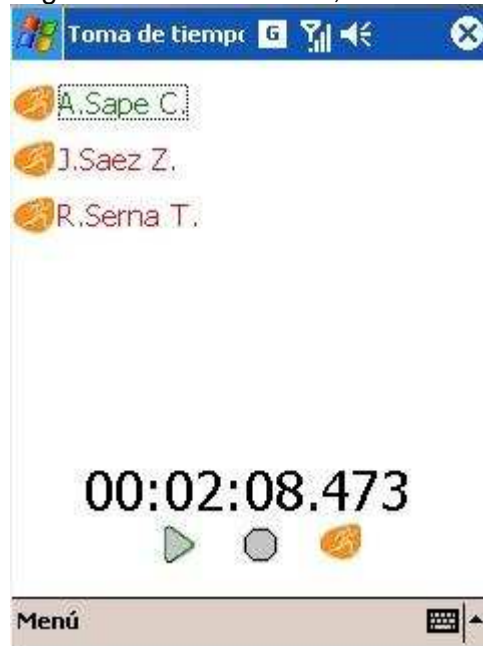 Toma de tiempo G
A.Sape C.
J.Saez Z.
R.Serna T.
00:02:08.473
Menú